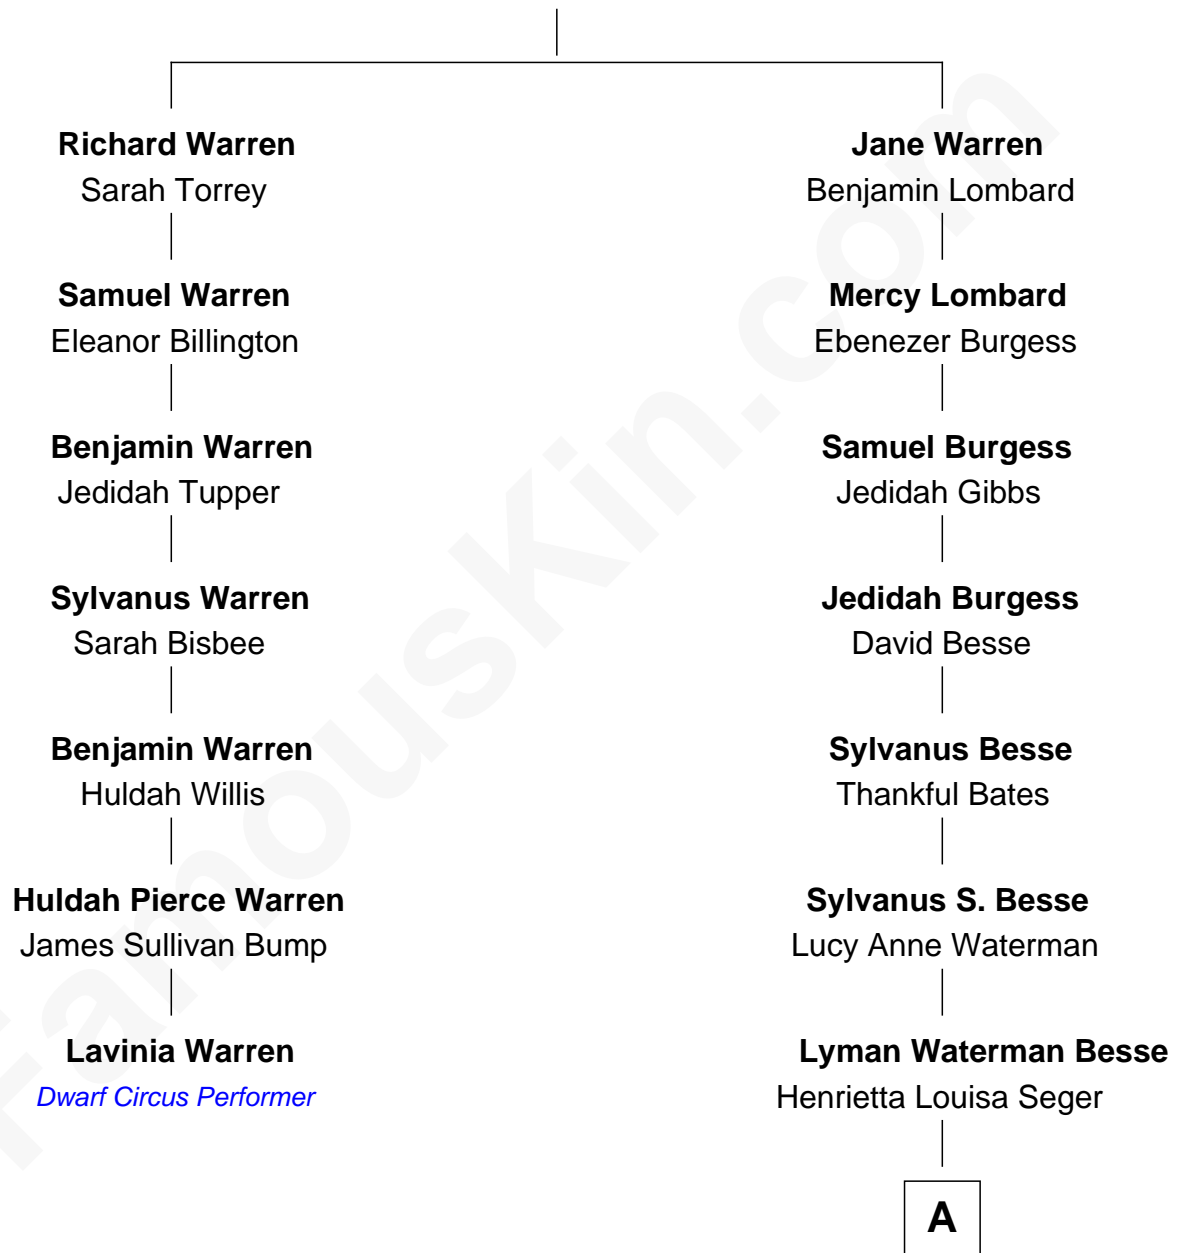 Richard Warren
Sarah Torrey
Jane Warren
Benjamin Lombard
Samuel Warren
Eleanor Billington
Mercy Lombard
Ebenezer Burgess
Benjamin Warren
Jedidah Tupper
Samuel Burgess
Jedidah Gibbs
Sylvanus Warren
Sarah Bisbee
Jedidah Burgess
David Besse
Benjamin Warren
Huldah Willis
Sylvanus Besse
Thankful Bates
Huldah Pierce Warren
James Sullivan Bump
Sylvanus S. Besse
Lucy Anne Waterman
Lavinia Warren
Dwarf Circus Performer
Lyman Waterman Besse
Henrietta Louisa Seger
A
FamousKin.com